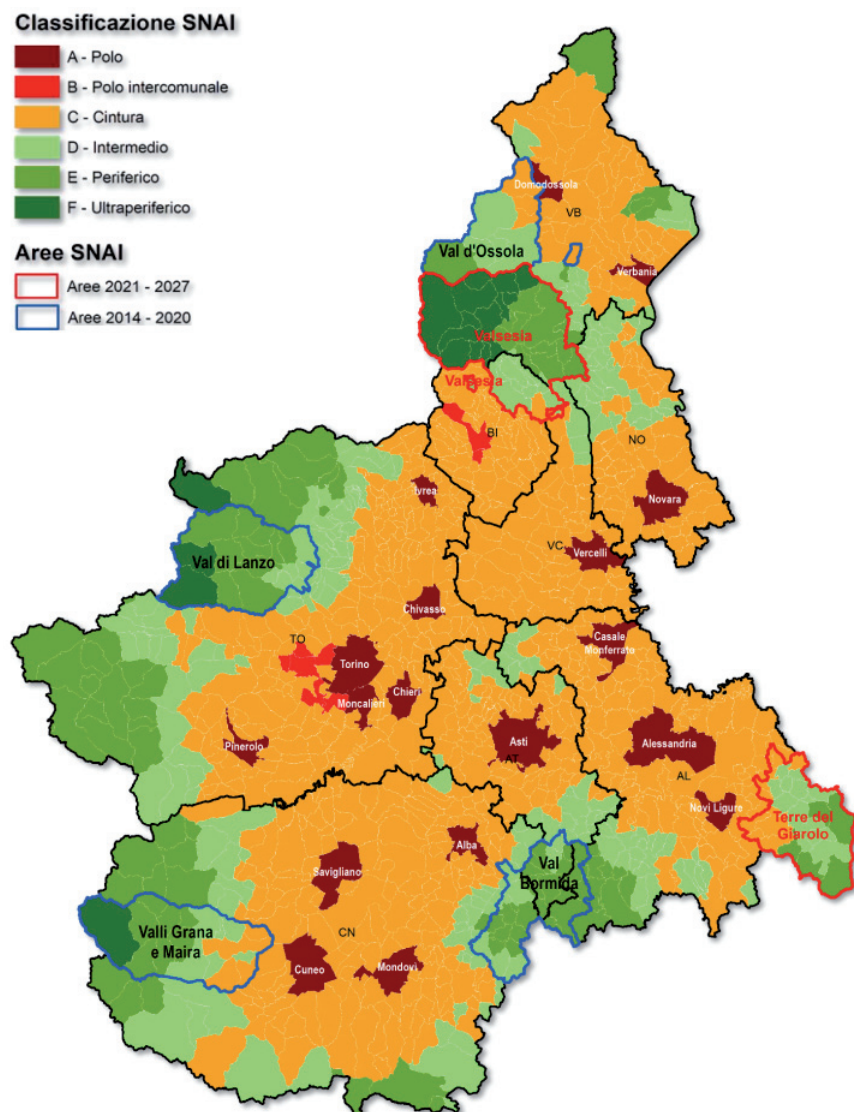 Classificazione SNAI
A - Polo
B - Polo intercomunale
C - Cintura
D - Intermedio
E - Periferico
F - Ultraperiferico
Aree SNAI
Aree 2021 - 2027
Aree 2014 - 2020
Domodossola
VB
Val d'Ossola
Verbania
Valsesia
Valsesia
BI
NO
Ivrea
Novara
VC
Vercelli
Val di Lanzo
Chivasso
TO
Casale
Monferrato
Torino
Chieri
Moncalieri
Pinerolo
Asti
AT
Alessandria
AL
Novi Ligure
Terre del
Giarolo
Alba
Savigliano
Val
Bormida
Valli Grana
e Maira
CN
Cuneo
Mondovì